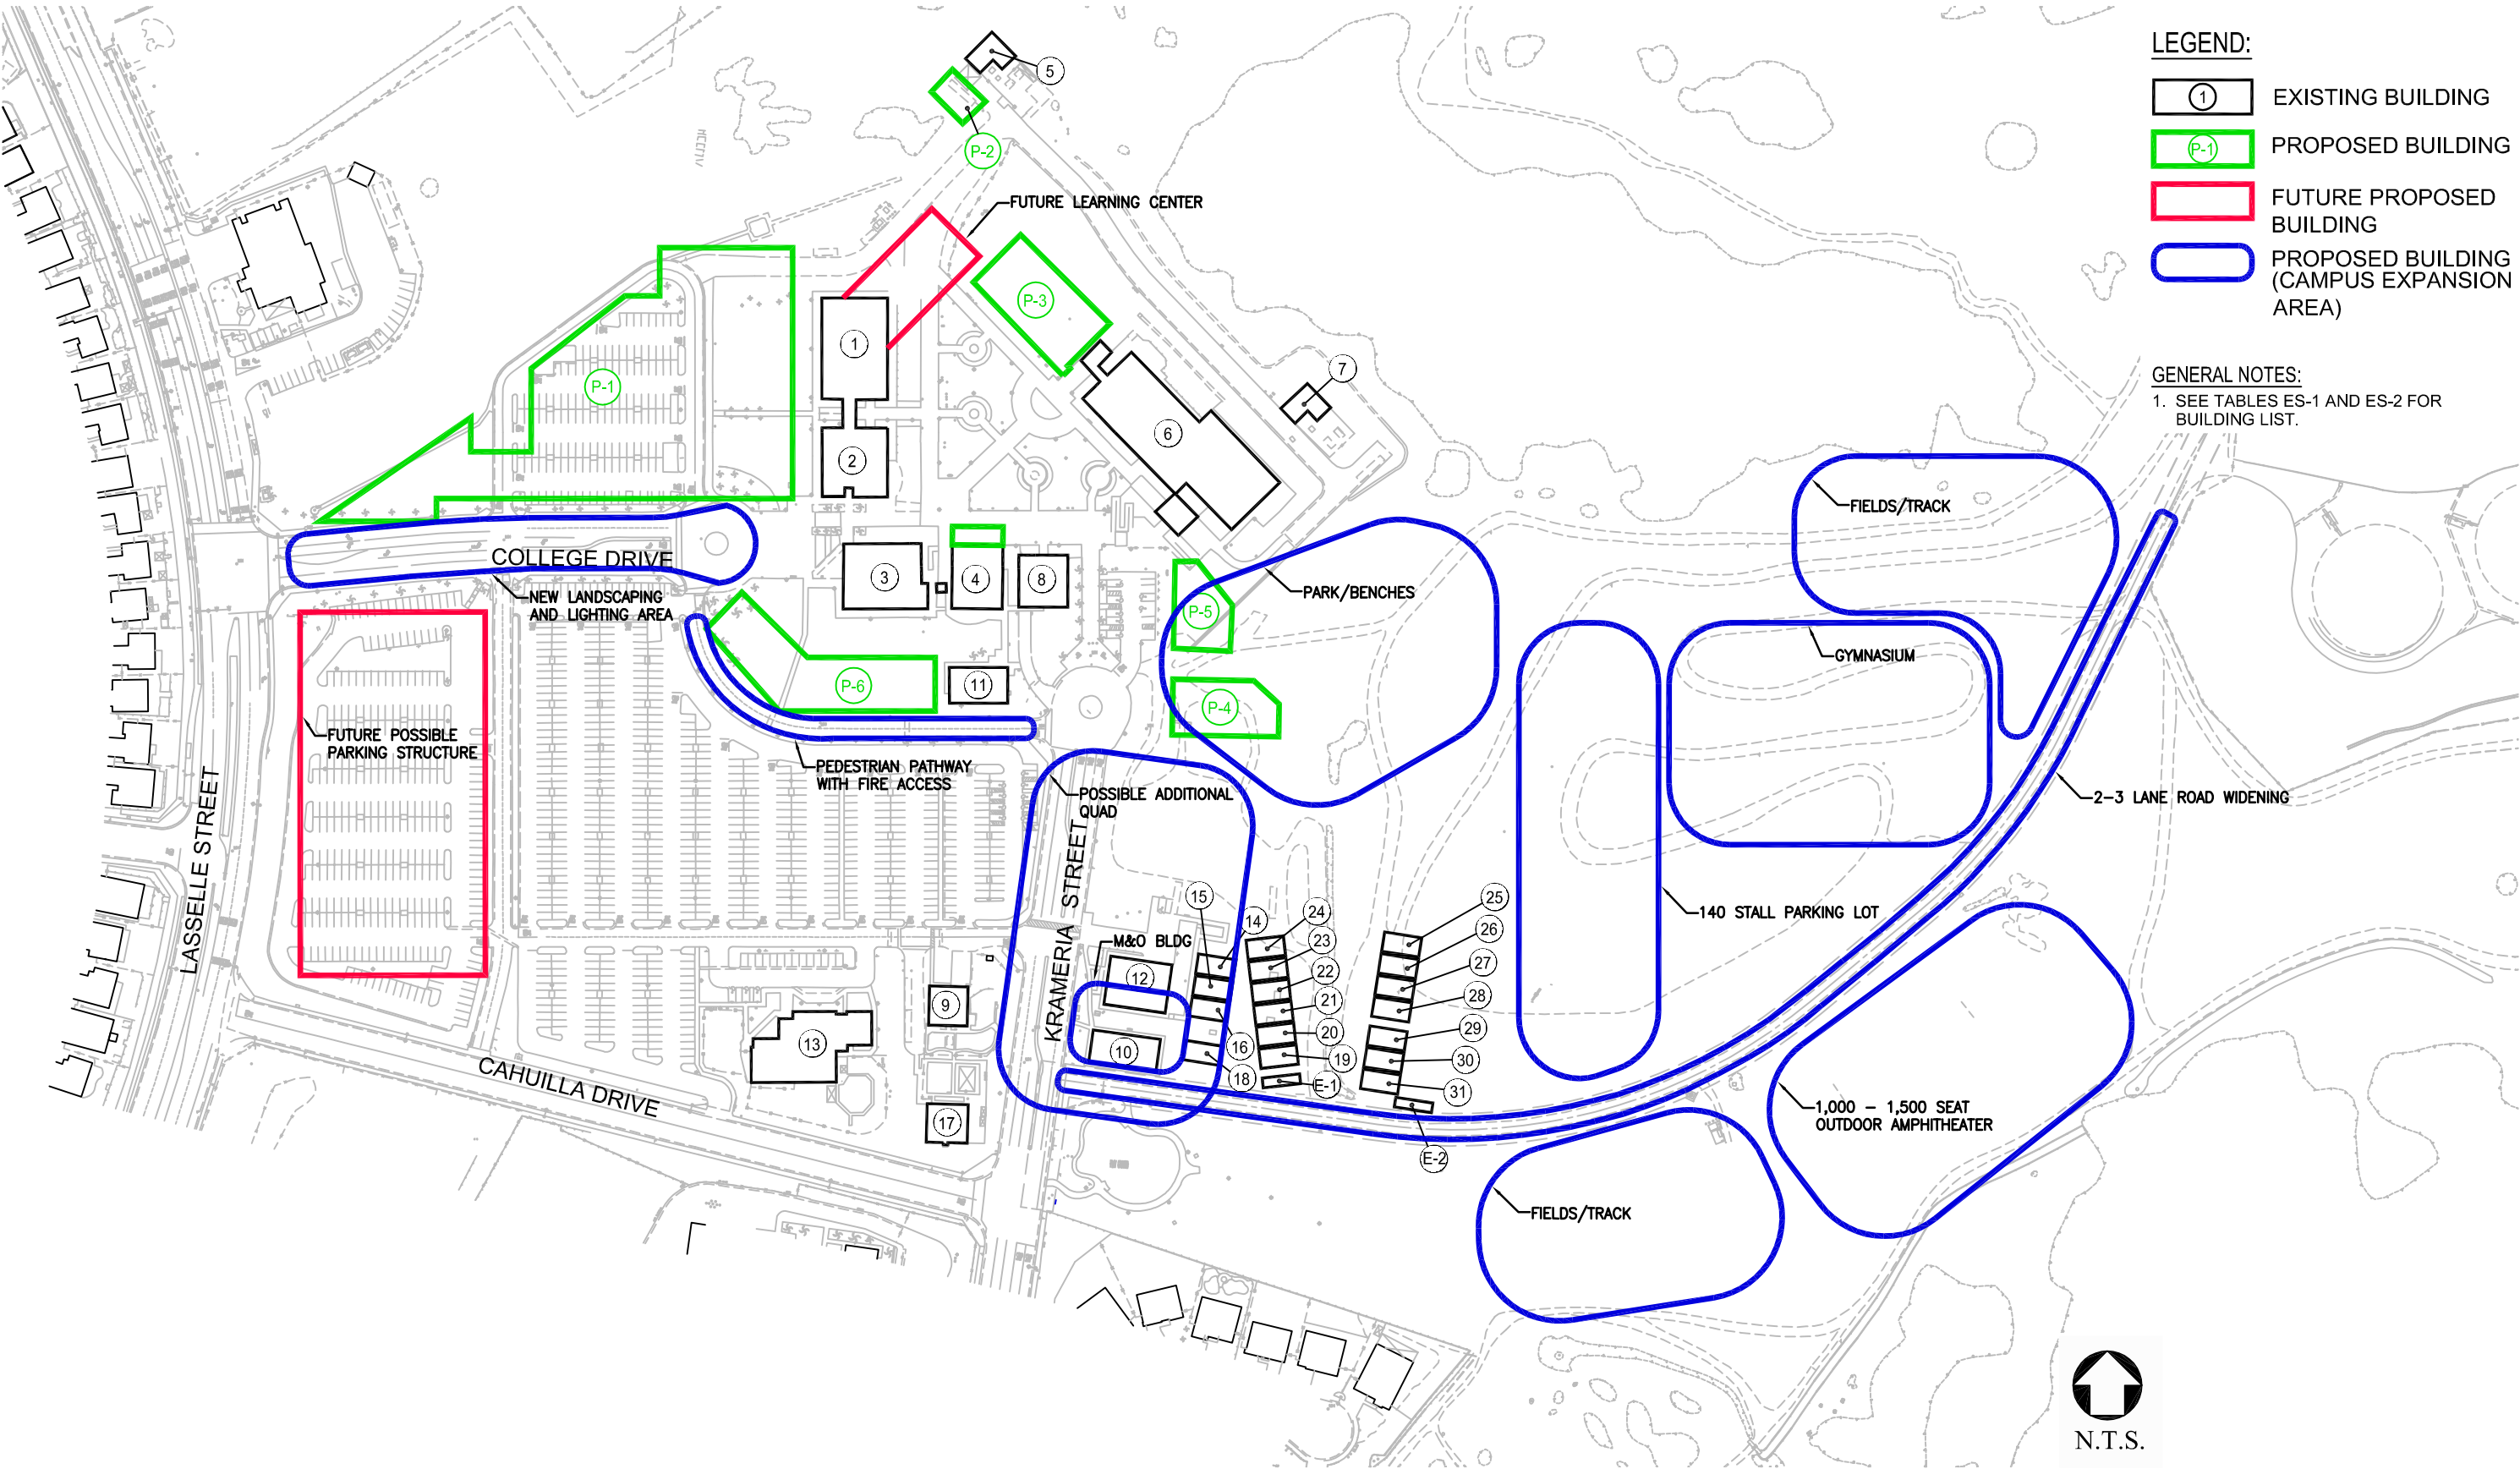 LEGEND:
1
EXISTING BUILDING
P-1
PROPOSED BUILDING
FUTURE PROPOSED
BUILDING
PROPOSED BUILDING
(CAMPUS EXPANSION
AREA)
GENERAL NOTES:
1. SEE TABLES ES-1 AND ES-2 FOR
BUILDING LIST.
5
P-2
FUTURE LEARNING CENTER
P-3
1
7
P-1
6
2
FIELDS/TRACK
COLLEGE DRIVE
3
4
8
NEW LANDSCAPING
AND LIGHTING AREA
PARK/BENCHES
P-5
GYMNASIUM
P-6
11
P-4
FUTURE POSSIBLE
PARKING STRUCTURE
PEDESTRIAN PATHWAY
WITH FIRE ACCESS
POSSIBLE ADDITIONAL
QUAD
2-3 LANE ROAD WIDENING
LASSELLE STREET
KRAMERIA STREET
15
14
24
23
22
21
20
19
16
18
E-1
25
26
27
28
29
30
31
E-2
140 STALL PARKING LOT
M&O BLDG
12
10
9
13
17
CAHUILLA DRIVE
1,000 – 1,500 SEAT
OUTDOOR AMPHITHEATER
FIELDS/TRACK
N.T.S.